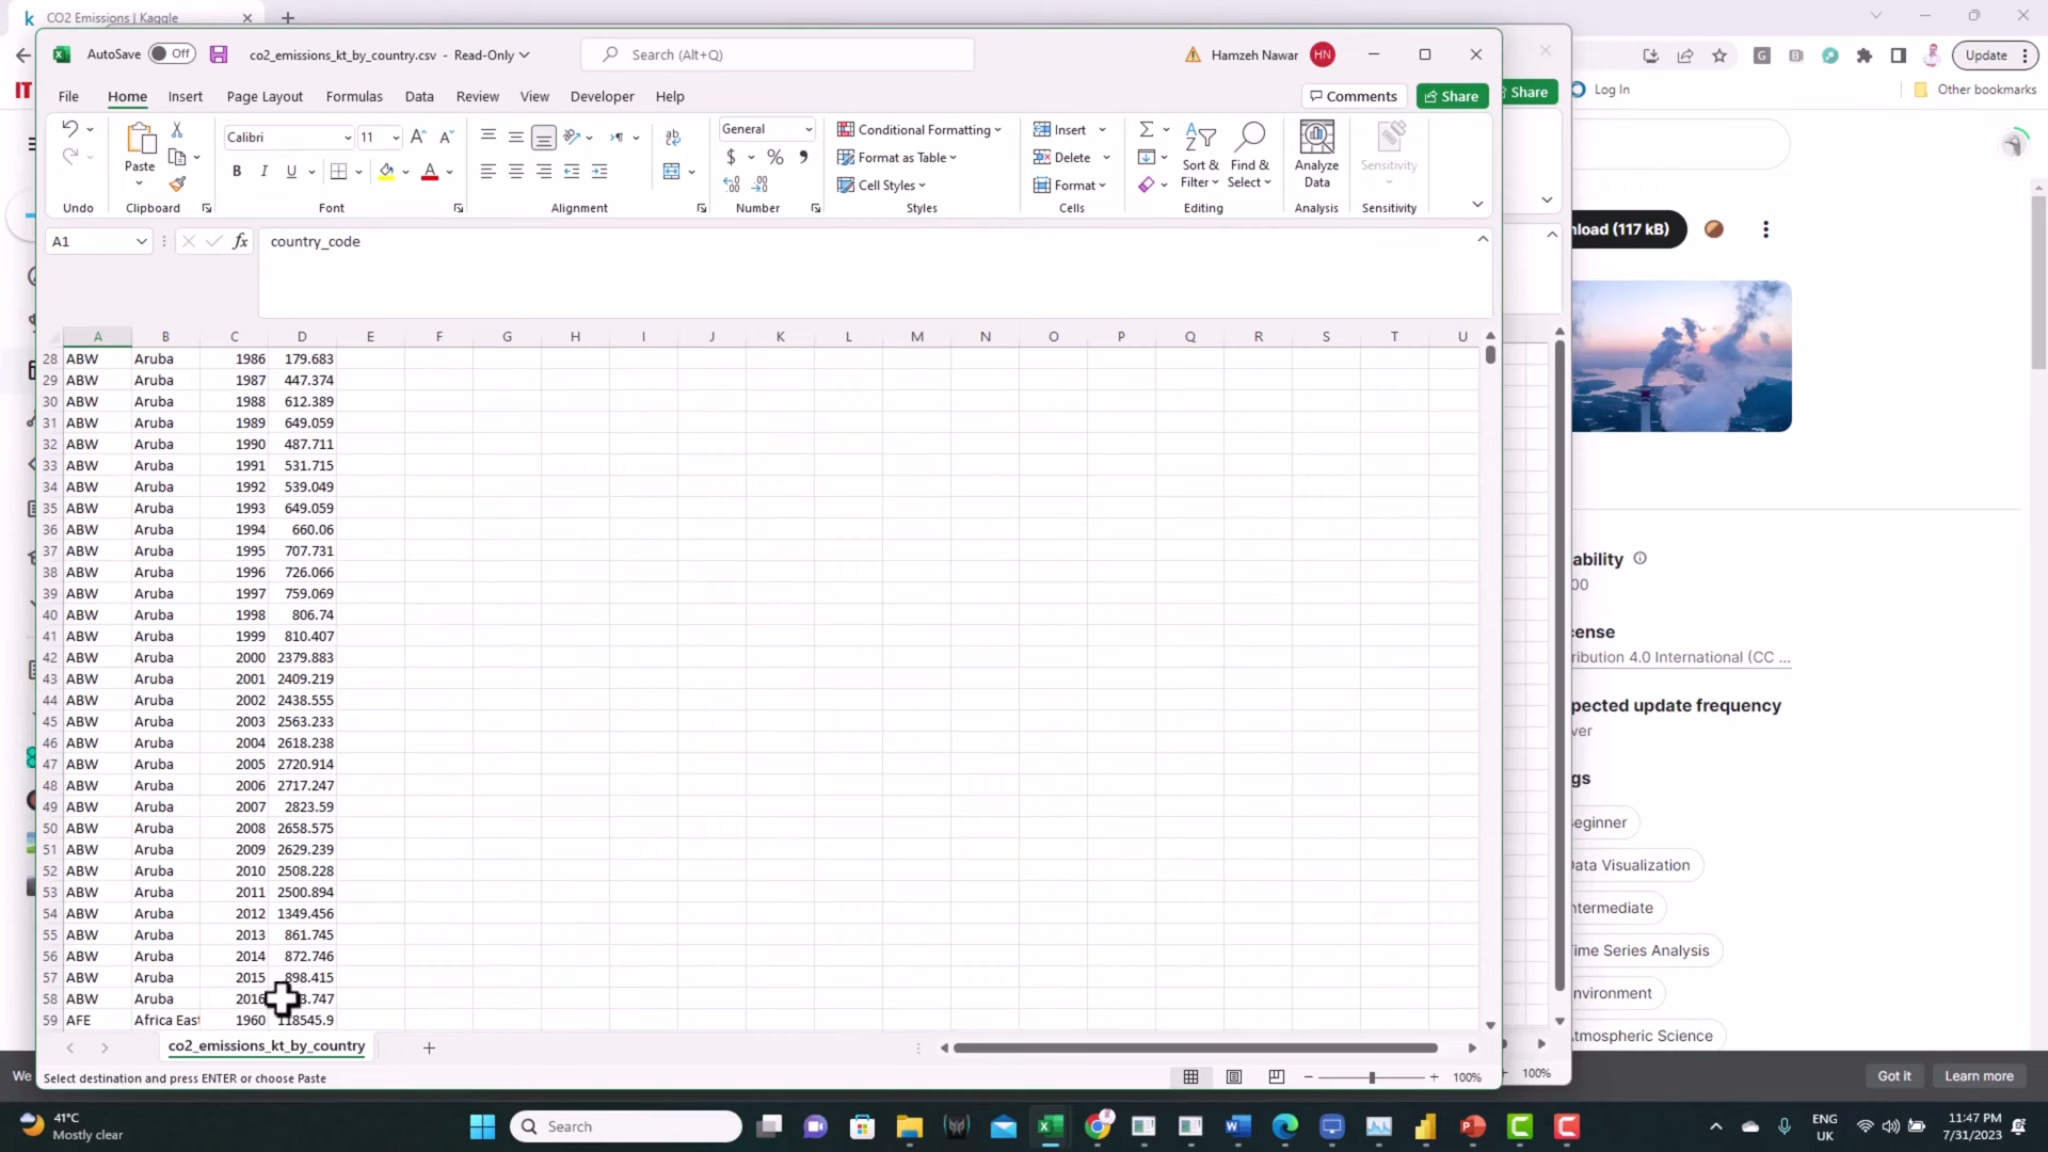 CO2 Emissions | Kaggle
AutoSave Off co2_emissions_kt_by_country.csv - Read-Only Search (Alt+Q) Hamzeh Nawar HN
Update
File Home Insert Page Layout Formulas Data Review View Developer Help Comments Share Share
Log In Other bookmarks
Calibri 11 General
Paste
Conditional Formatting
Format as Table
Cell Styles
Insert
Delete
Format
Sort & Filter
Find & Select
Analyze Data
Sensitivity
Undo Clipboard Font Alignment Number Styles Cells Editing Analysis Sensitivity
A1 fx country_code
A B C D E F G H I J K L M N O P Q R S T U
28 ABW Aruba 1986 179.683
29 ABW Aruba 1987 447.374
30 ABW Aruba 1988 612.389
31 ABW Aruba 1989 649.059
32 ABW Aruba 1990 487.711
33 ABW Aruba 1991 531.715
34 ABW Aruba 1992 539.049
35 ABW Aruba 1993 649.059
36 ABW Aruba 1994 660.06
37 ABW Aruba 1995 707.731
38 ABW Aruba 1996 726.066
39 ABW Aruba 1997 759.069
40 ABW Aruba 1998 806.74
41 ABW Aruba 1999 810.407
42 ABW Aruba 2000 2379.883
43 ABW Aruba 2001 2409.219
44 ABW Aruba 2002 2438.555
45 ABW Aruba 2003 2563.233
46 ABW Aruba 2004 2618.238
47 ABW Aruba 2005 2720.914
48 ABW Aruba 2006 2717.247
49 ABW Aruba 2007 2823.59
50 ABW Aruba 2008 2658.575
51 ABW Aruba 2009 2629.239
52 ABW Aruba 2010 2508.228
53 ABW Aruba 2011 2500.894
54 ABW Aruba 2012 1349.456
55 ABW Aruba 2013 861.745
56 ABW Aruba 2014 872.746
57 ABW Aruba 2015 898.415
58 ABW Aruba 2016 3.747
59 AFE Africa East 1960 118545.9
co2_emissions_kt_by_country
Select destination and press ENTER or choose Paste 100%
100%
nload (117 kB)
ability
00
cense
ribution 4.0 International (CC ...
pected update frequency
ver
gs
Beginner
Data Visualization
ntermediate
Time Series Analysis
nvironment
Atmospheric Science
We
Got it Learn more
41°C
Mostly clear
Search
ENG
UK
11:47 PM
7/31/2023